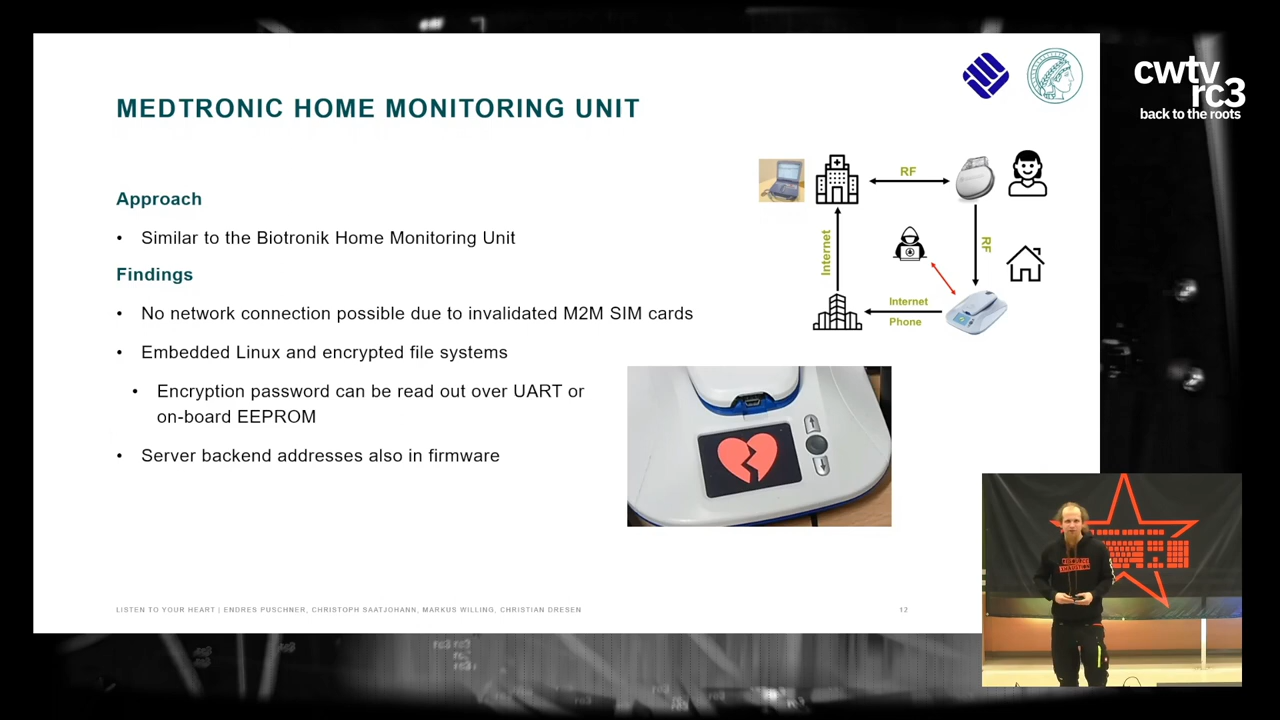 cwtv
rc3
back to the roots
MEDTRONIC HOME MONITORING UNIT
Approach
• Similar to the Biotronik Home Monitoring Unit
Findings
• No network connection possible due to invalidated M2M SIM cards
• Embedded Linux and encrypted file systems
• Encryption password can be read out over UART or
on-board EEPROM
• Server backend addresses also in firmware
RF
RF
Internet
Internet
Phone
LISTEN TO YOUR HEART | ENDRES PUSCHNER, CHRISTOPH SAATJOHANN, MARKUS WILLING, CHRISTIAN DRESEN
12
rc3 rc3
rc3